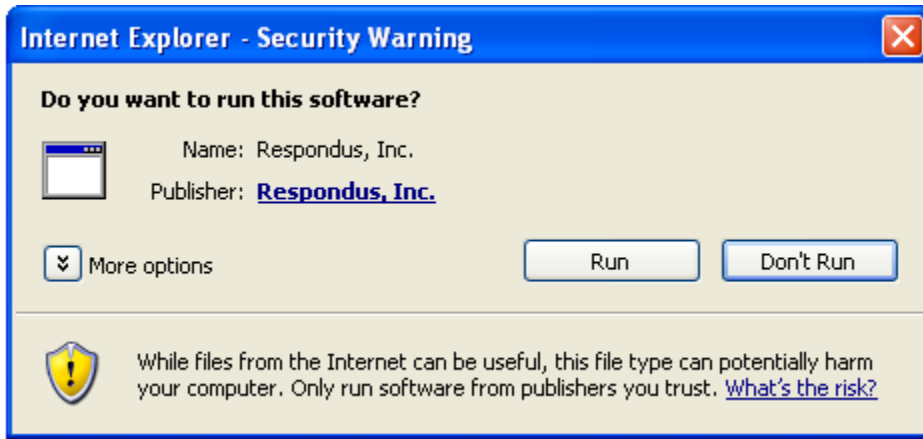 Internet Explorer - Security Warning
Do you want to run this software?
Name: Respondus, Inc.
Publisher: Respondus, Inc.
More options
Run
Don't Run
While files from the Internet can be useful, this file type can potentially harm
your computer. Only run software from publishers you trust. What's the risk?